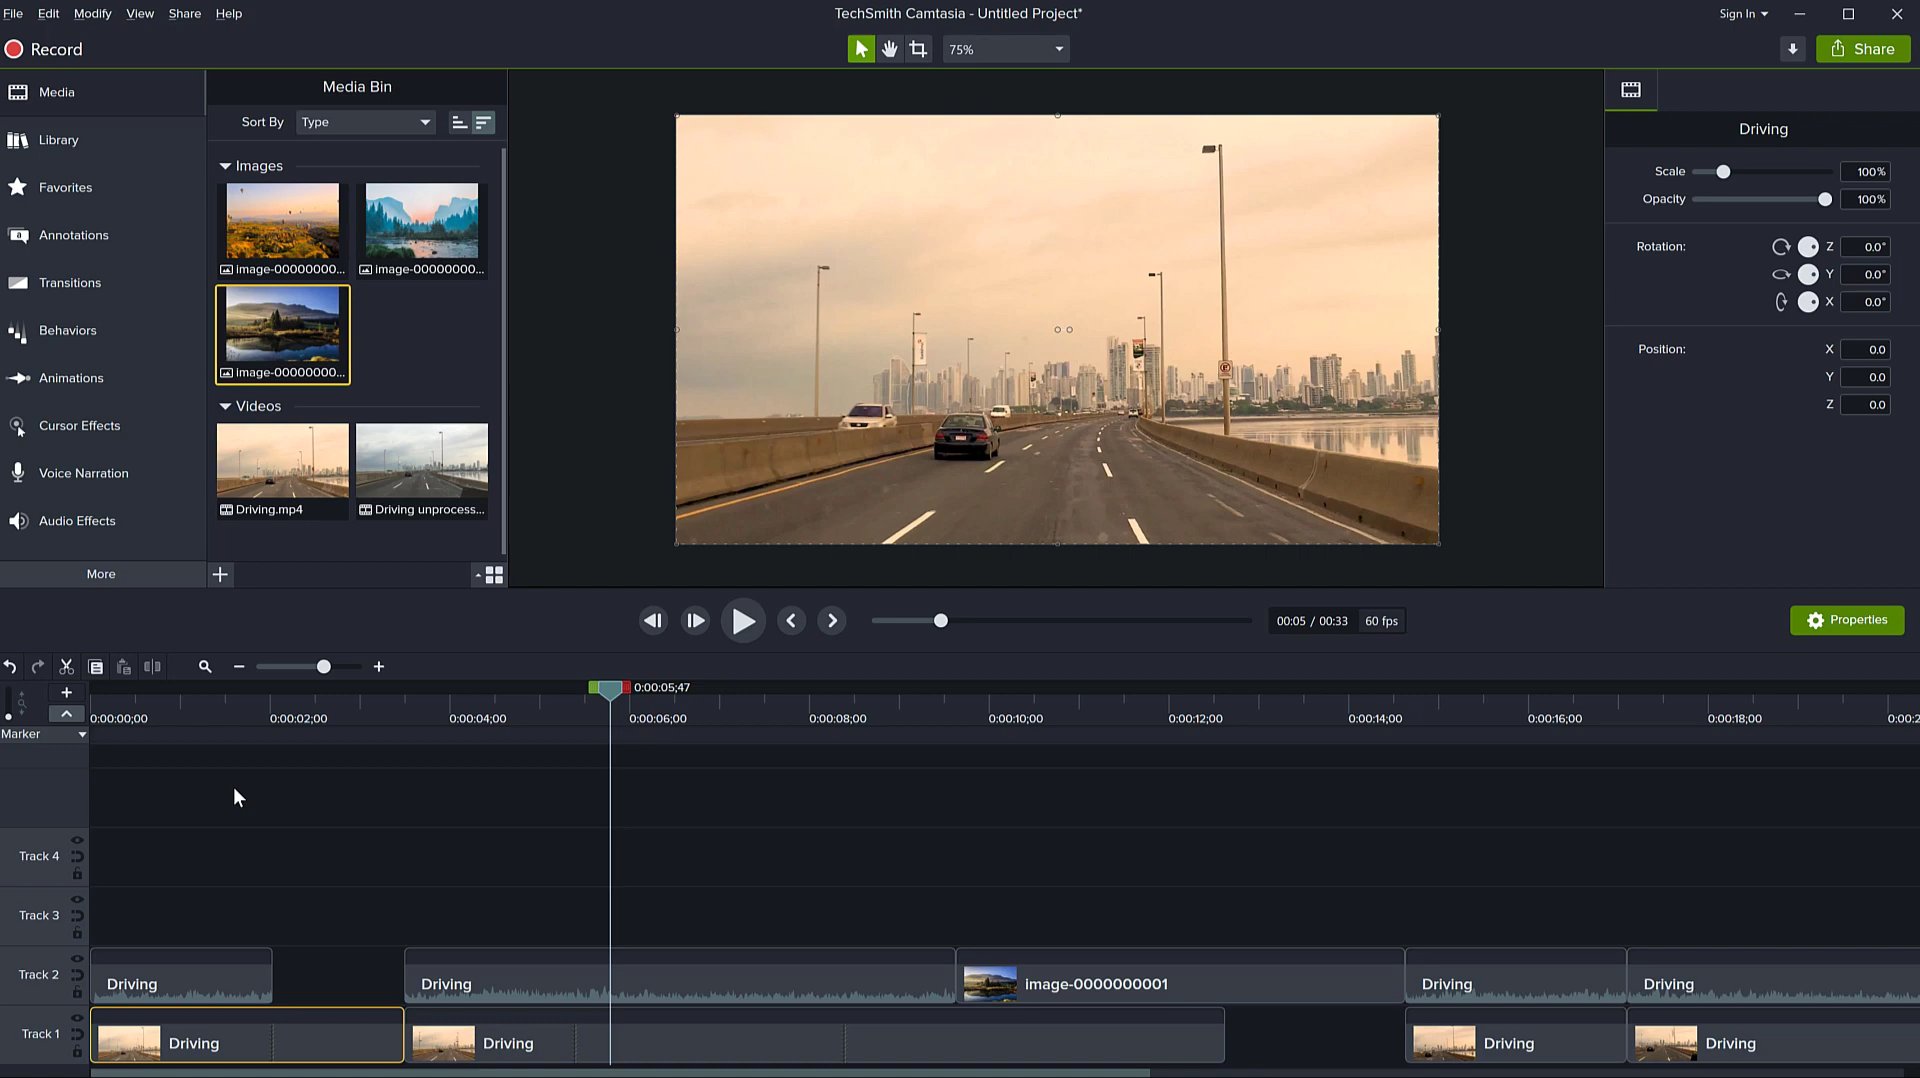 File Edit Modify View Share Help
TechSmith Camtasia - Untitled Project*
Sign In
Record
75%
Share
Media
Library
Favorites
Annotations
Transitions
Behaviors
Animations
Cursor Effects
Voice Narration
Audio Effects
More
Media Bin
Sort By Type
Images
image-00000000...
image-00000000...
image-00000000...
Videos
Driving.mp4
Driving unprocess...
Driving
Scale 100%
Opacity 100%
Rotation: Z 0.0°
Y 0.0°
X 0.0°
Position: X 0.0
Y 0.0
Z 0.0
00:05 / 00:33 60 fps
Properties
0:00:05;47
0:00:00;00 0:00:02;00 0:00:04;00 0:00:06;00 0:00:08;00 0:00:10;00 0:00:12;00 0:00:14;00 0:00:16;00 0:00:18;00 0:00:2
Marker
Track 4
Track 3
Track 2 Driving Driving image-0000000001 Driving Driving
Track 1 Driving Driving Driving Driving